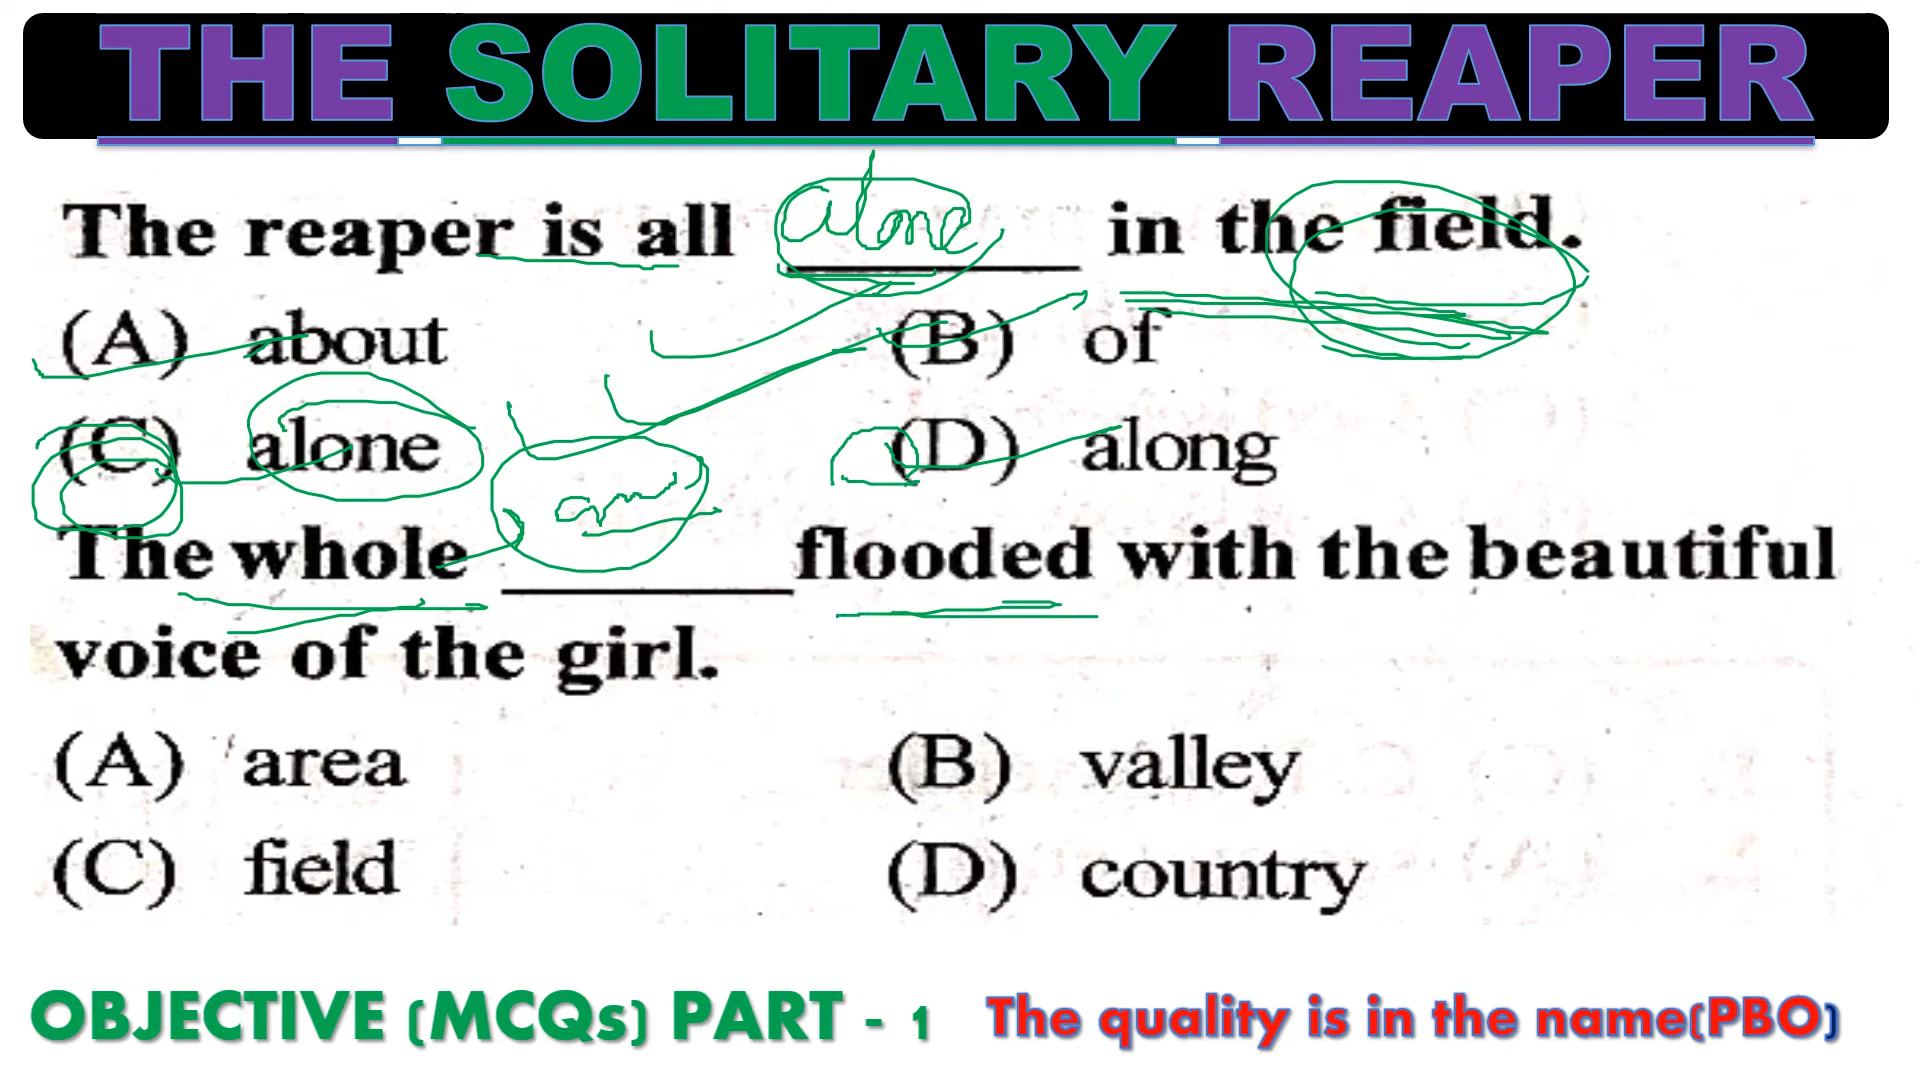 THE SOLITARY REAPER
The reaper is all alone in the field.
(A) about (B) of
(C) alone (D) along
The whole flooded with the beautiful
voice of the girl.
(A) area (B) valley
(C) field (D) country
OBJECTIVE (MCQs) PART - 1 The quality is in the name(PBO)